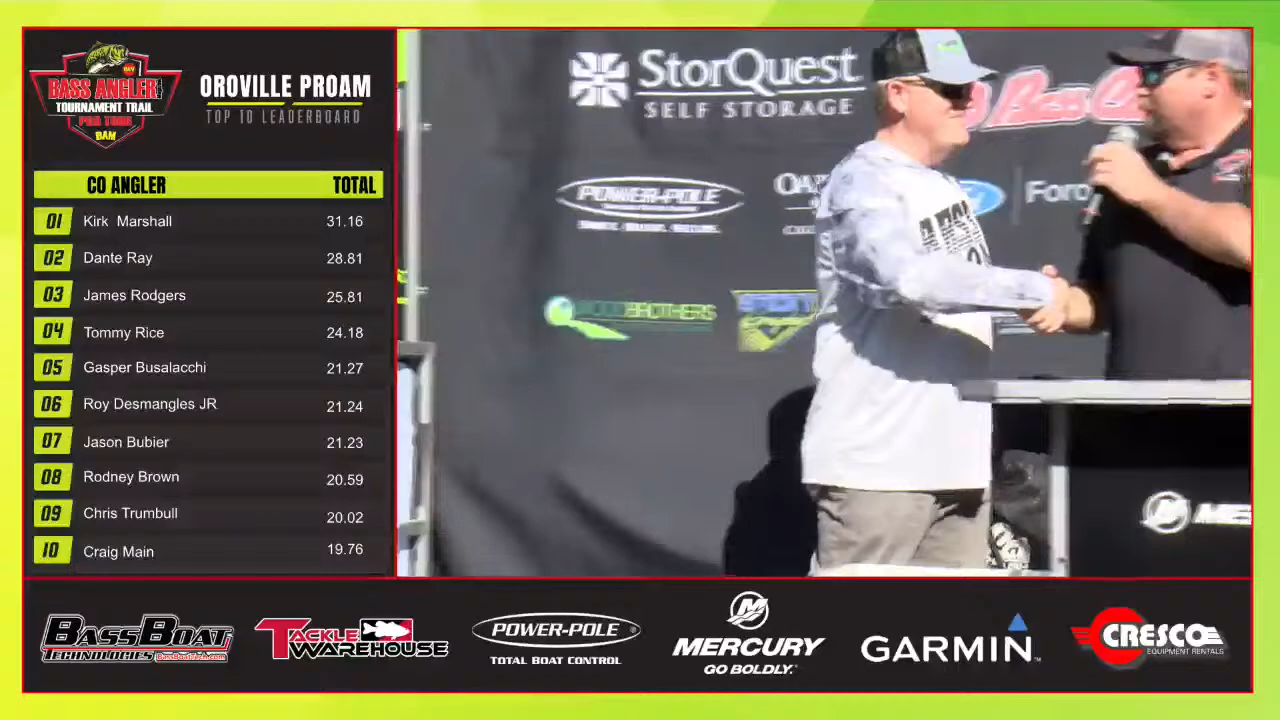 BASS ANGLER
TOURNAMENT TRAIL
PRO TOUR
BAM
OROVILLE PROAM
TOP 10 LEADERBOARD
CO ANGLER TOTAL
01 Kirk Marshall 31.16
02 Dante Ray 28.81
03 James Rodgers 25.81
04 Tommy Rice 24.18
05 Gasper Busalacchi 21.27
06 Roy Desmangles JR 21.24
07 Jason Bubier 21.23
08 Rodney Brown 20.59
09 Chris Trumbull 20.02
10 Craig Main 19.76
StorQuest
SELF STORAGE
POWER-POLE
BROTHERS
BASSBOAT
TECHNOLOGIES
TACKLE
WAREHOUSE
POWER-POLE®
TOTAL BOAT CONTROL
MERCURY
GO BOLDLY.
GARMIN™
CRESCO
EQUIPMENT RENTALS